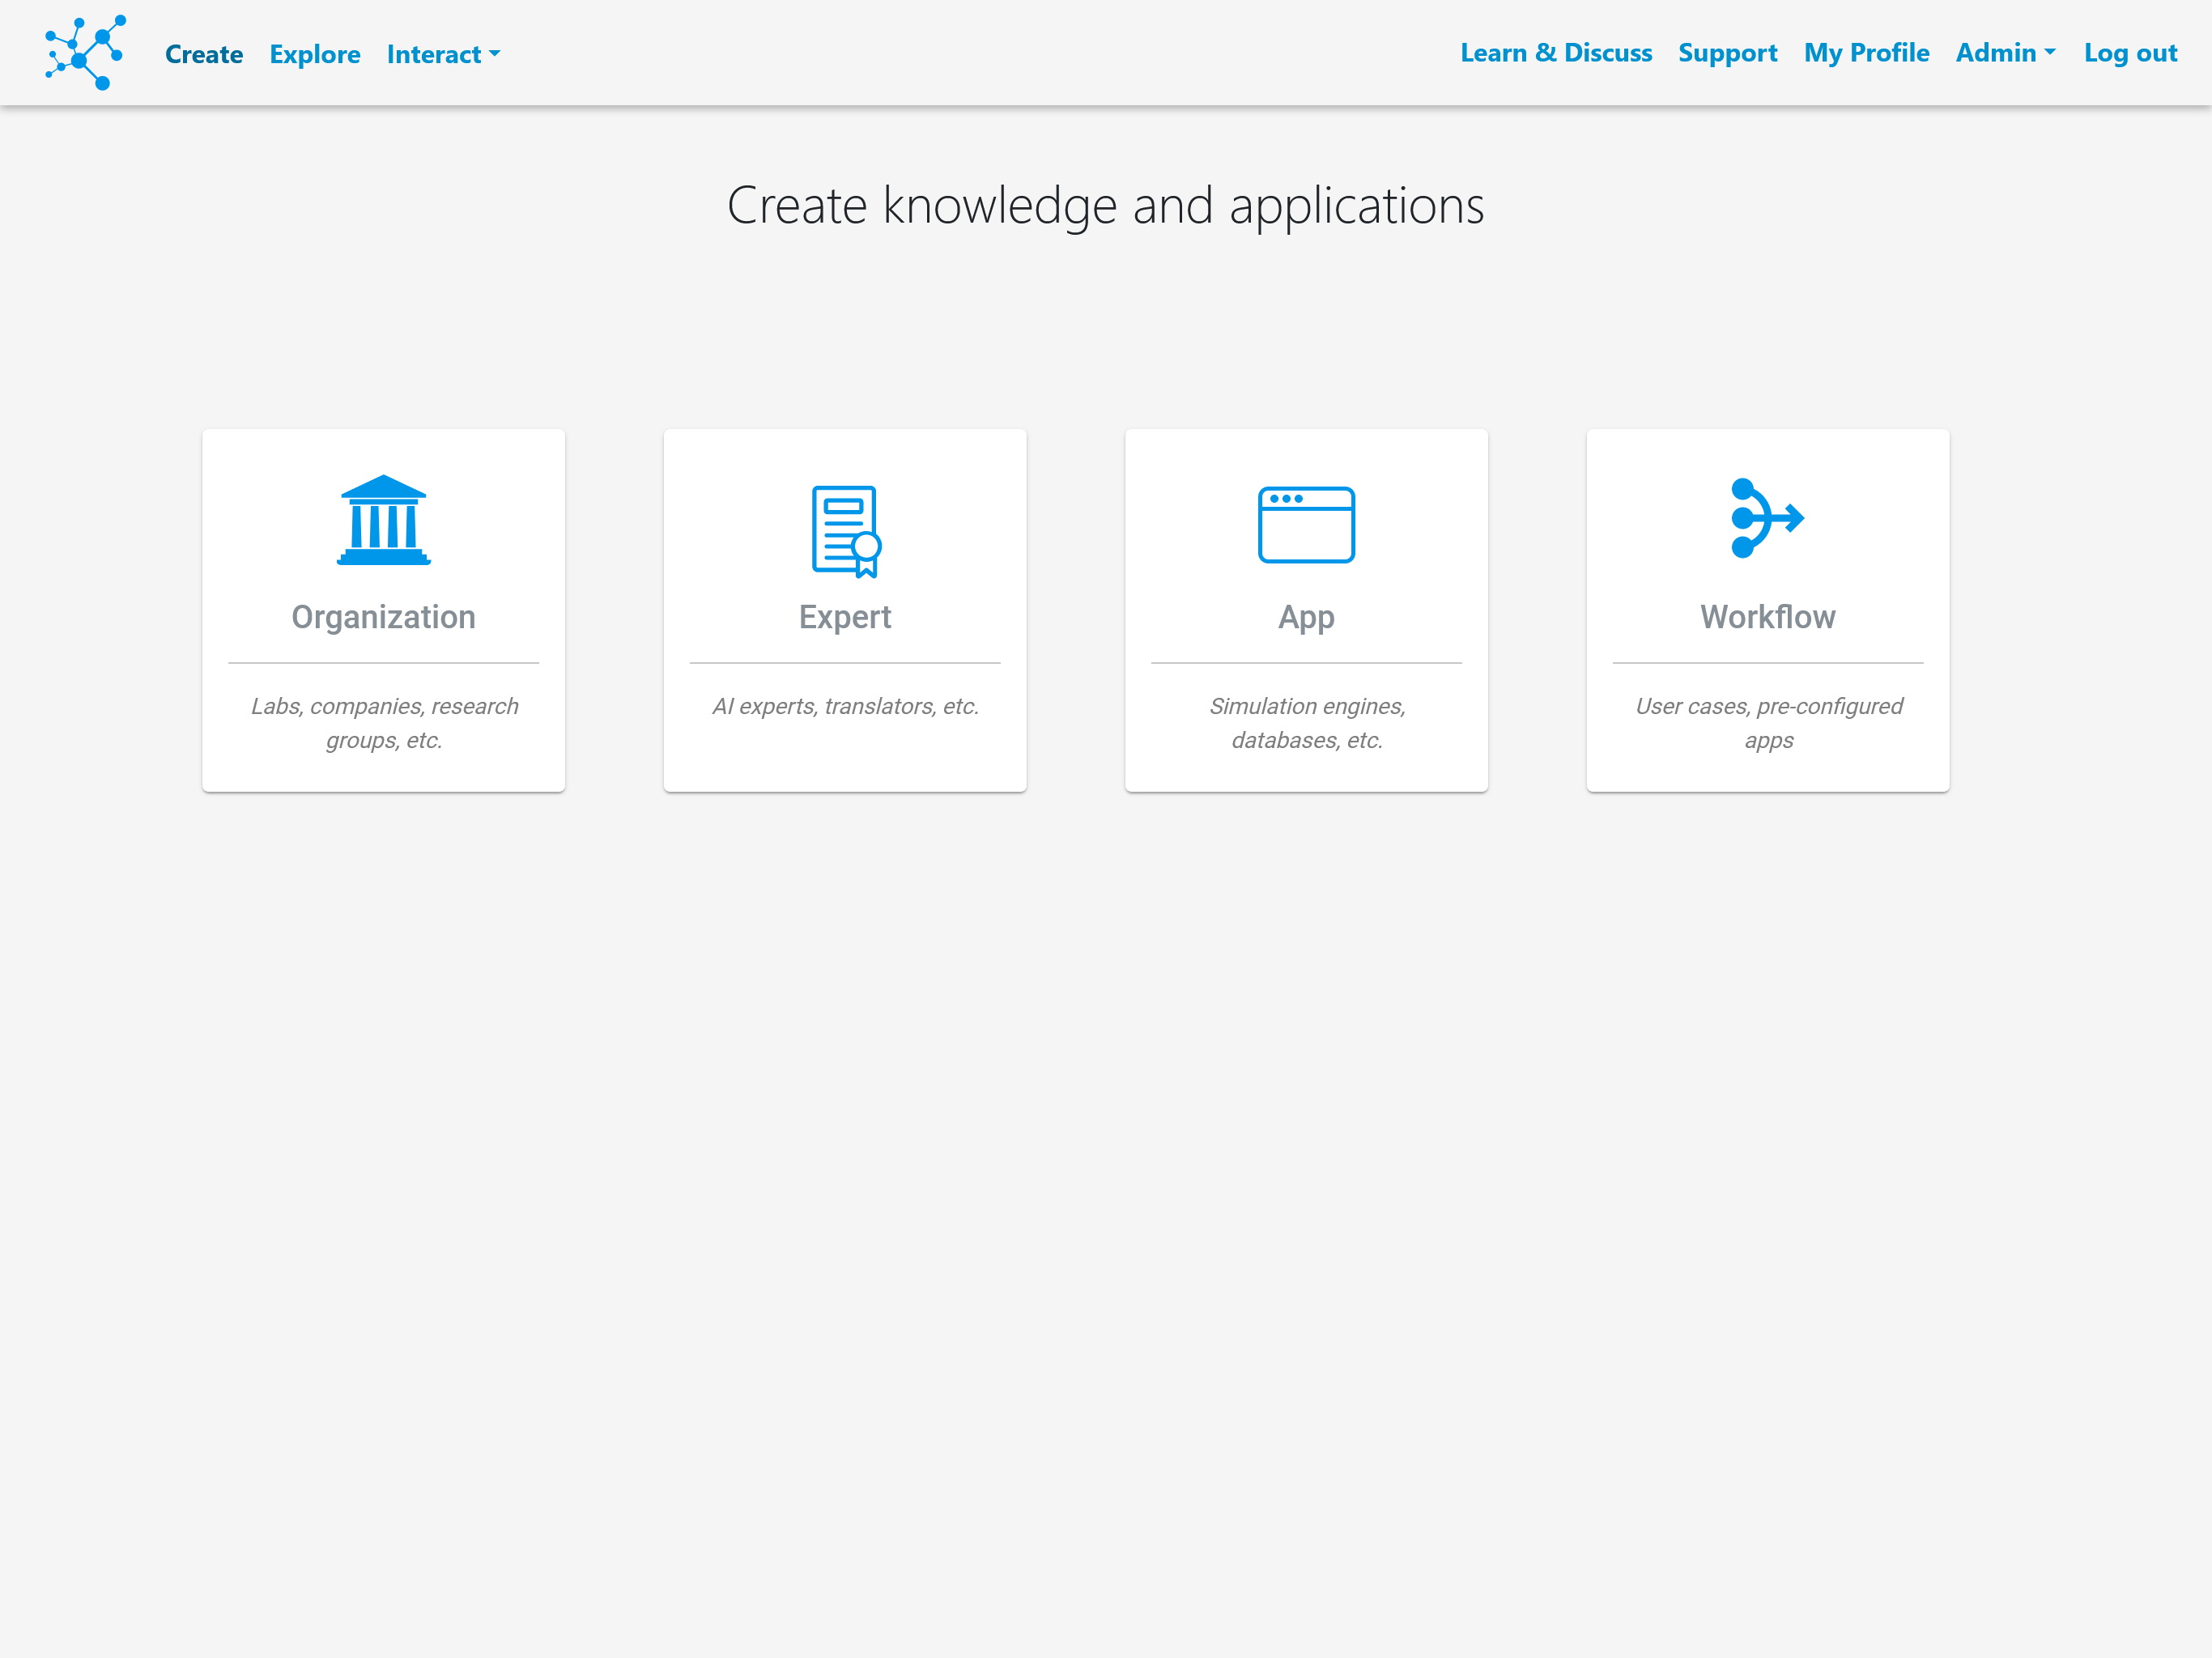 Create Explore Interact Learn & Discuss Support My Profile Admin Log out
Create knowledge and applications
Organization
Labs, companies, research
groups, etc.
Expert
AI experts, translators, etc.
App
Simulation engines,
databases, etc.
Workflow
User cases, pre-configured
apps